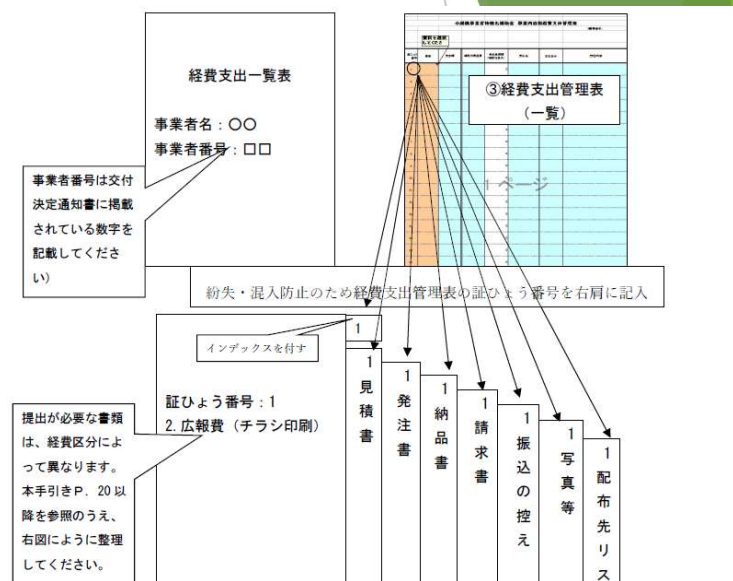 経費支出一覧表
事業者名：〇〇
事業者番号：□□
事業者番号は交付
決定通知書に掲載
されている数字を
記載してくださ
い)
③経費支出管理表
（一覧）
1 ページ
紛失・混入防止のため経費支出管理表の証ひょう番号を右肩に記入
インデックスを付す
1
証ひょう番号：1
2. 広報費（チラシ印刷）
提出が必要な書類
は、経費区分によ
って異なります。
本手引きＰ．20以
降を参照のうえ、
右図にように整理
してください。
1見積書
1発注書
1納品書
1請求書
1振込の控え
1写真等
1配布先リス